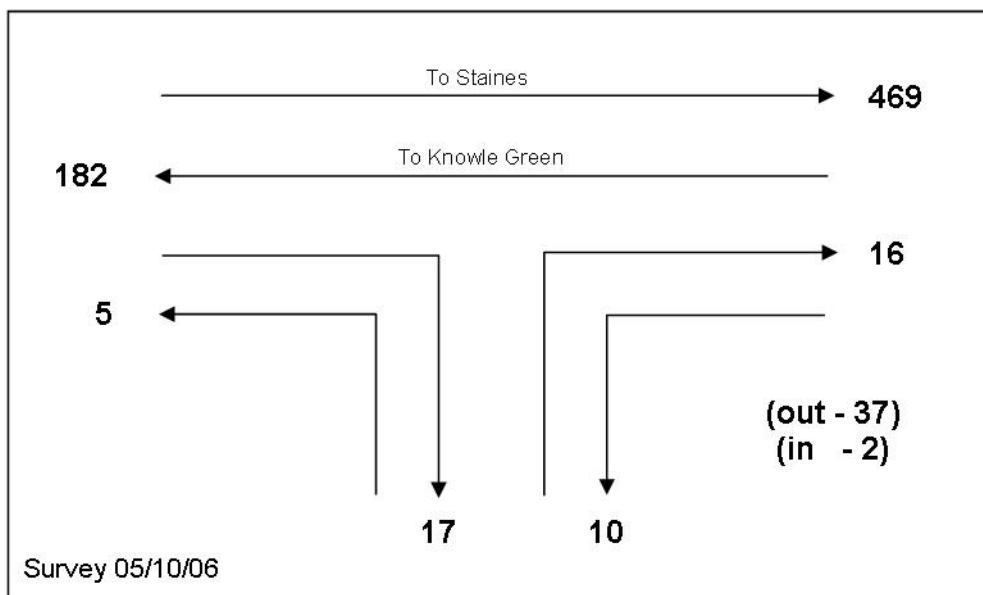 To Staines
469
To Knowle Green
182
16
5
(out - 37)
(in - 2)
17
10
Survey 05/10/06